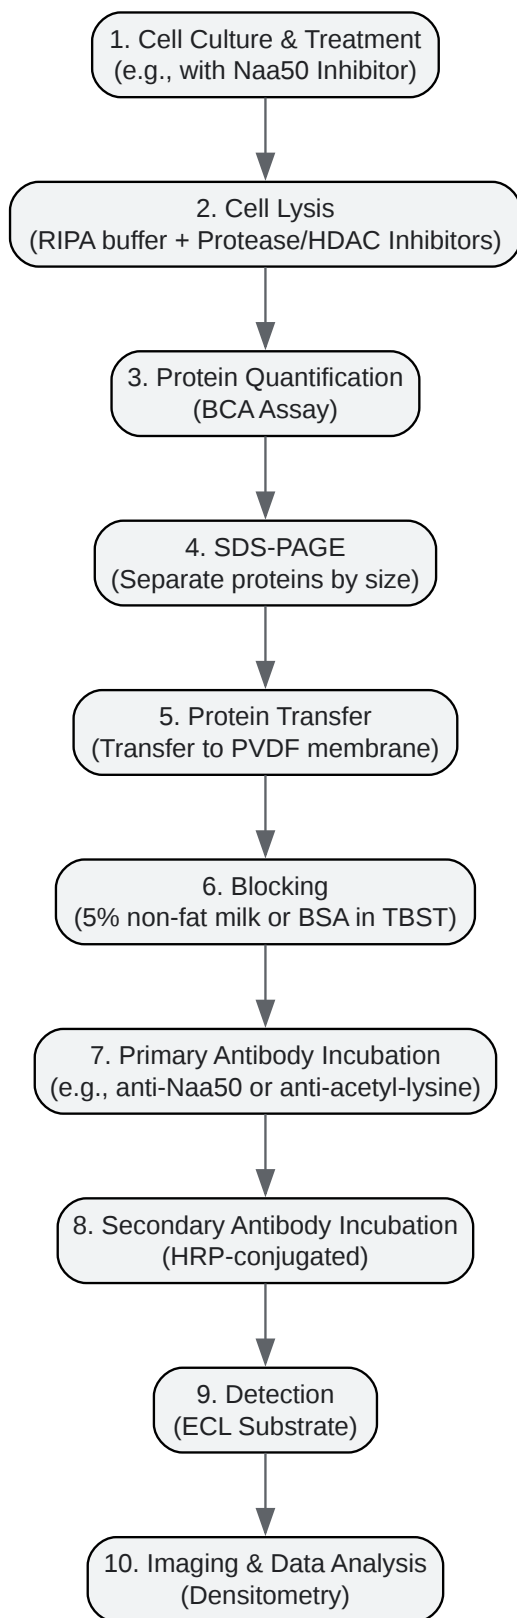 1. Cell Culture & Treatment
(e.g., with Naa50 Inhibitor)
2. Cell Lysis
(RIPA buffer + Protease/HDAC Inhibitors)
3. Protein Quantification
(BCA Assay)
4. SDS-PAGE
(Separate proteins by size)
5. Protein Transfer
(Transfer to PVDF membrane)
6. Blocking
(5% non-fat milk or BSA in TBST)
7. Primary Antibody Incubation
(e.g., anti-Naa50 or anti-acetyl-lysine)
8. Secondary Antibody Incubation
(HRP-conjugated)
9. Detection
(ECL Substrate)
10. Imaging & Data Analysis
(Densitometry)